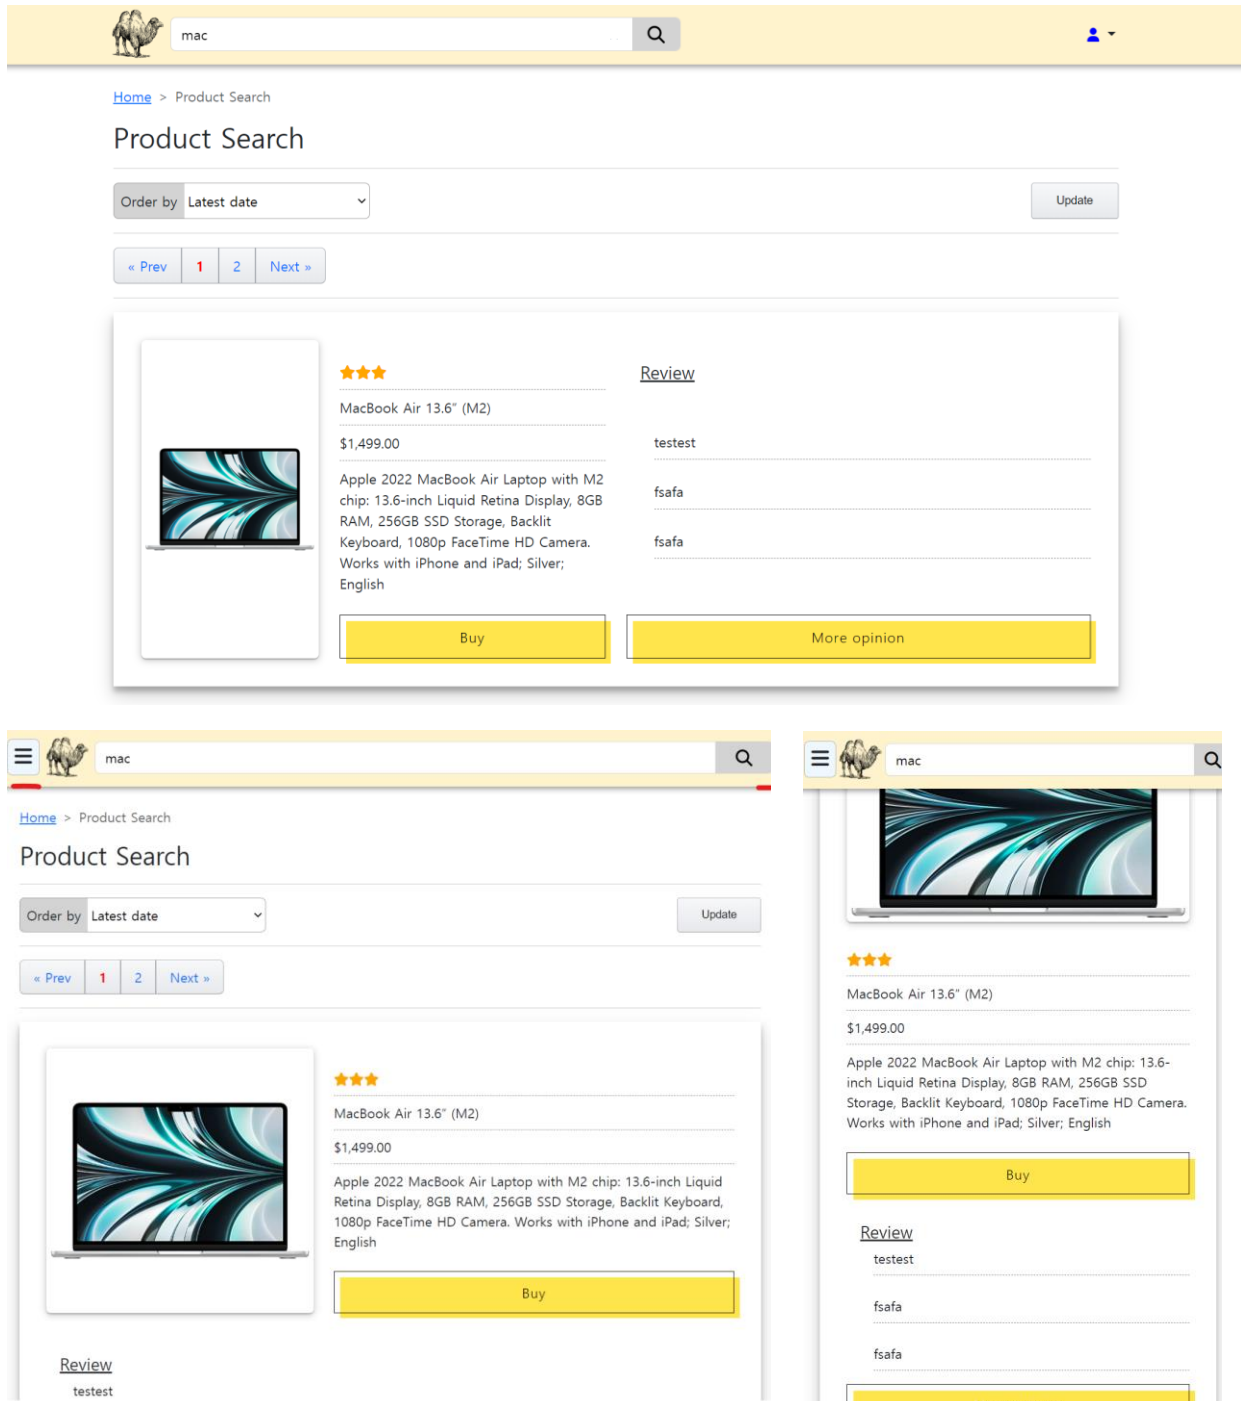 mac
Home > Product Search
Product Search
Order by Latest date
Update
« Prev 1 2 Next »
Review
MacBook Air 13.6” (M2)
$1,499.00
testest
Apple 2022 MacBook Air Laptop with M2
chip: 13.6-inch Liquid Retina Display, 8GB
RAM, 256GB SSD Storage, Backlit
Keyboard, 1080p FaceTime HD Camera.
Works with iPhone and iPad; Silver;
English
fsafa
fsafa
Buy
More opinion
mac
Home > Product Search
Product Search
Order by Latest date
Update
« Prev 1 2 Next »
MacBook Air 13.6” (M2)
$1,499.00
Apple 2022 MacBook Air Laptop with M2 chip: 13.6-inch Liquid
Retina Display, 8GB RAM, 256GB SSD Storage, Backlit Keyboard,
1080p FaceTime HD Camera. Works with iPhone and iPad; Silver;
English
Buy
Review
testest
mac
MacBook Air 13.6” (M2)
$1,499.00
Apple 2022 MacBook Air Laptop with M2 chip: 13.6-
inch Liquid Retina Display, 8GB RAM, 256GB SSD
Storage, Backlit Keyboard, 1080p FaceTime HD Camera.
Works with iPhone and iPad; Silver; English
Buy
Review
testest
fsafa
fsafa